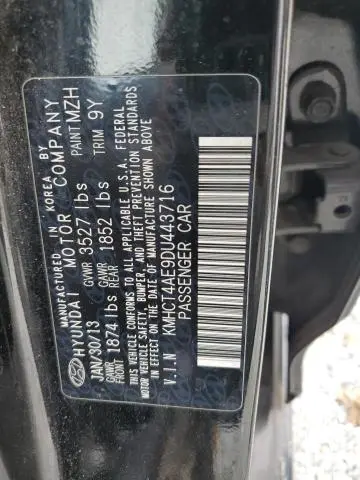 MANUFACTURED IN KOREA BY
HYUNDAI MOTOR COMPANY
JAN/30/13 GVWR 3527 lbs PAINT MZH
GAWR FRONT 1874 lbs GAWR REAR 1852 lbs TRIM 9Y
THIS VEHICLE CONFORMS TO ALL APPLICABLE U.S.A. FEDERAL
MOTOR VEHICLE SAFETY, BUMPER, AND THEFT PREVENTION STANDARDS
IN EFFECT ON THE DATE OF MANUFACTURE SHOWN ABOVE
V.I.N KMHCT4AE9DU443716
PASSENGER CAR